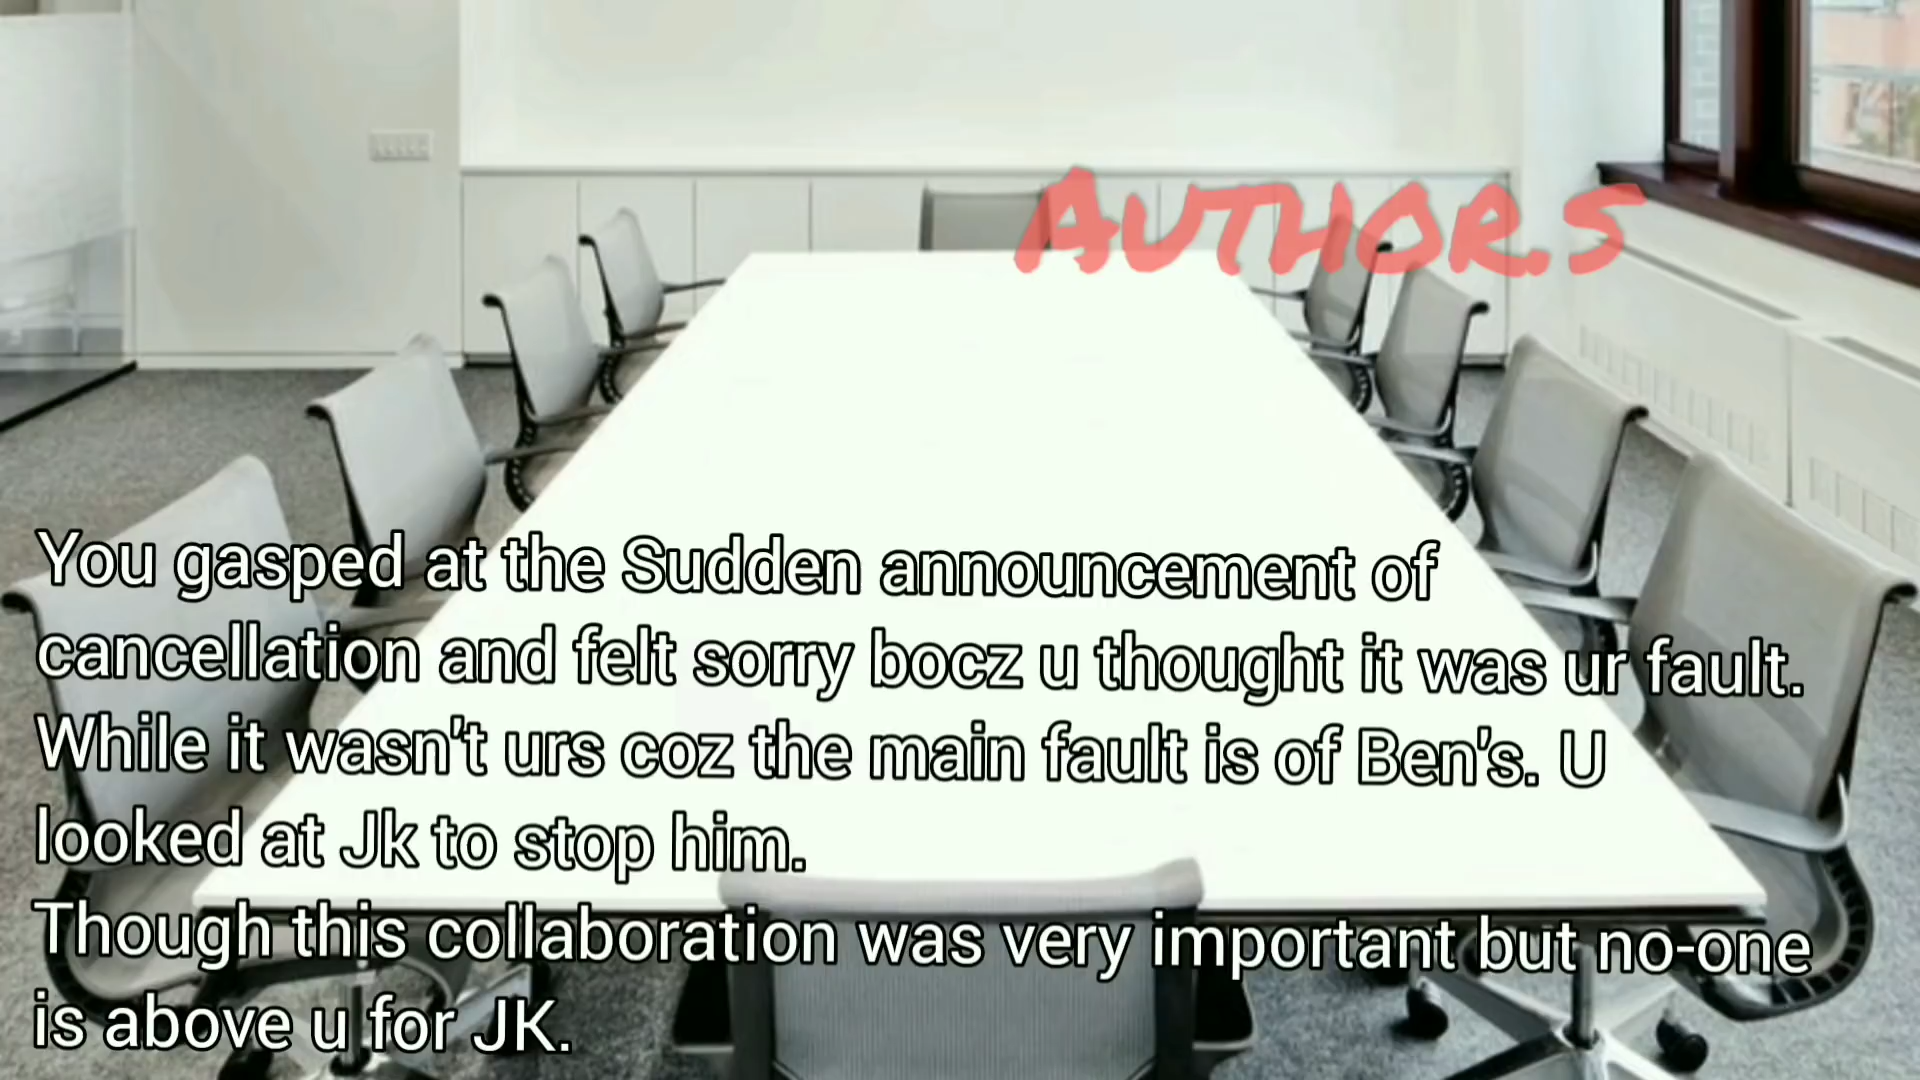 AUTHOR.S
You gasped at the Sudden announcement of
cancellation and felt sorry bocz u thought it was ur fault.
While it wasn't urs coz the main fault is of Ben's. U
looked at Jk to stop him.
Though this collaboration was very important but no-one
is above u for JK.